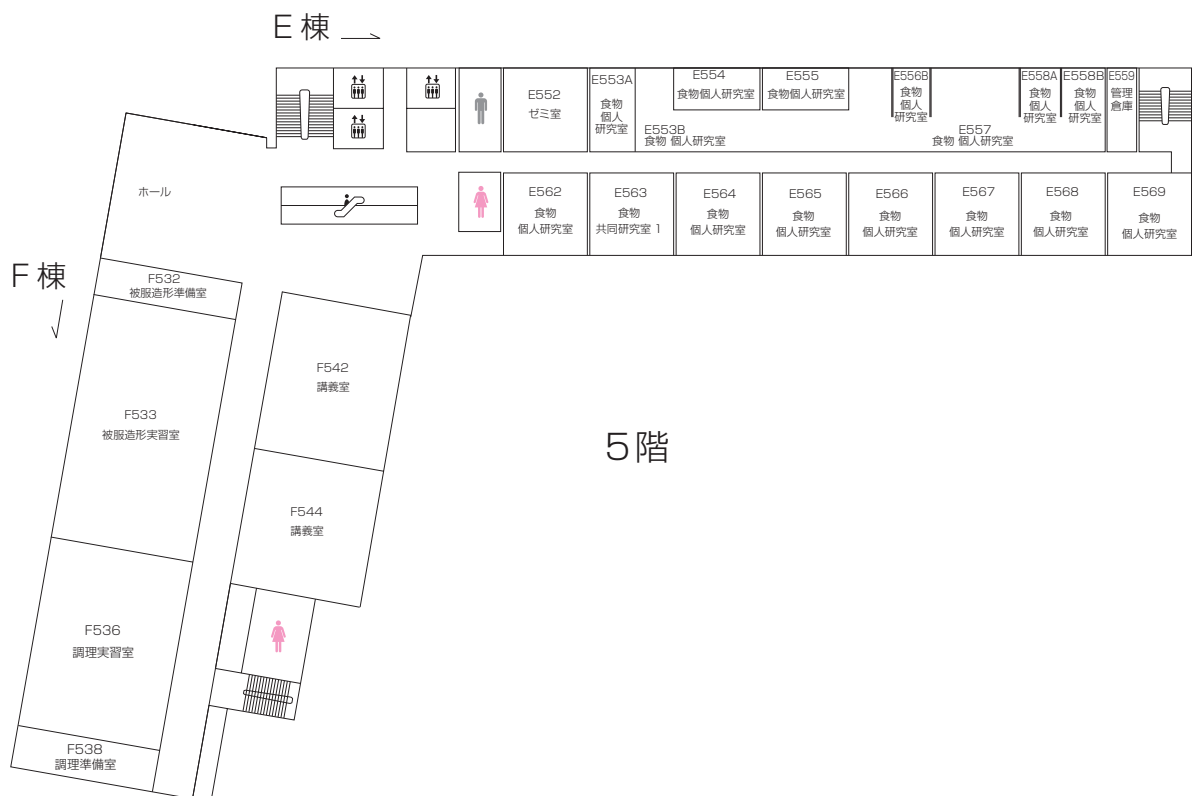 E棟
E552
ゼミ室
E553A
食物
個人
研究室
E553B
食物 個人研究室
E554
食物個人研究室
E555
食物個人研究室
E556B
食物
個人
研究室
E557
食物 個人研究室
E558A
食物
個人
研究室
E558B
食物
個人
研究室
E559
管理
倉庫
ホール
E562
食物
個人研究室
E563
食物
共同研究室 1
E564
食物
個人研究室
E565
食物
個人研究室
E566
食物
個人研究室
E567
食物
個人研究室
E568
食物
個人研究室
E569
食物
個人研究室
F棟
F532
被服造形準備室
F542
講義室
F533
被服造形実習室
5階
F544
講義室
F536
調理実習室
F538
調理準備室